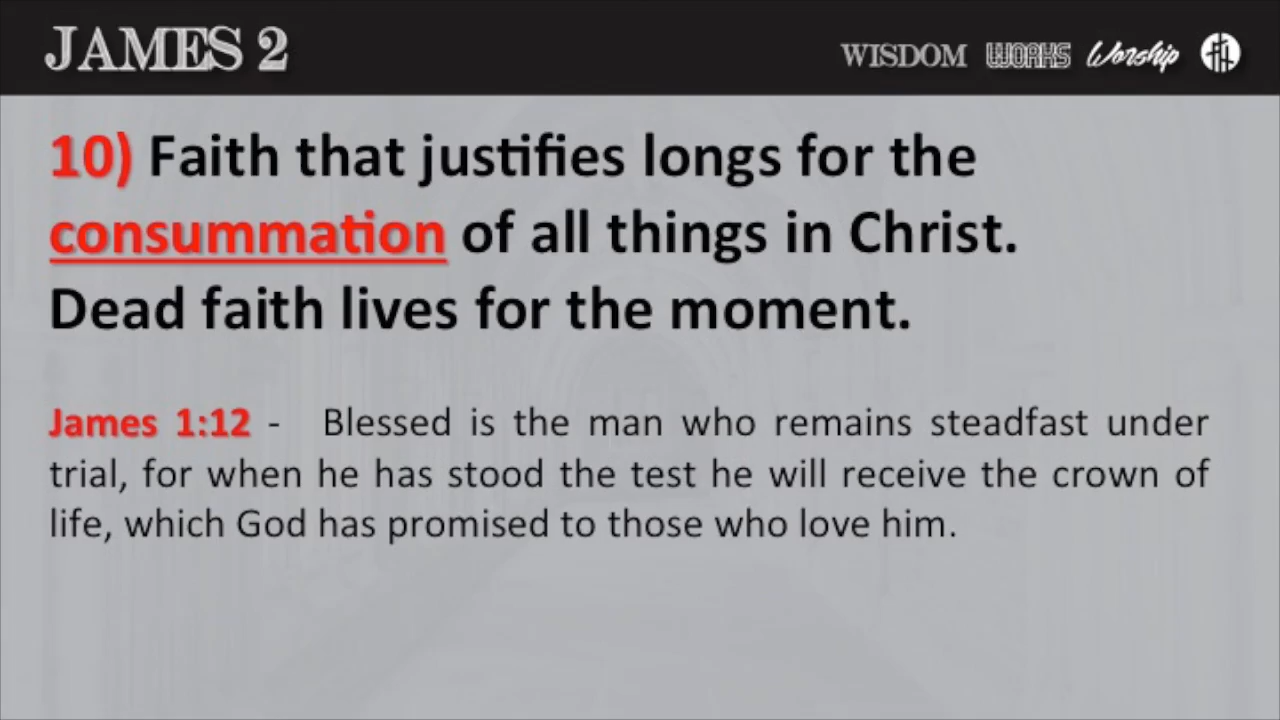 JAMES 2
WISDOM WORKS Worship
10) Faith that justifies longs for the
consummation of all things in Christ.
Dead faith lives for the moment.
James 1:12 - Blessed is the man who remains steadfast under
trial, for when he has stood the test he will receive the crown of
life, which God has promised to those who love him.